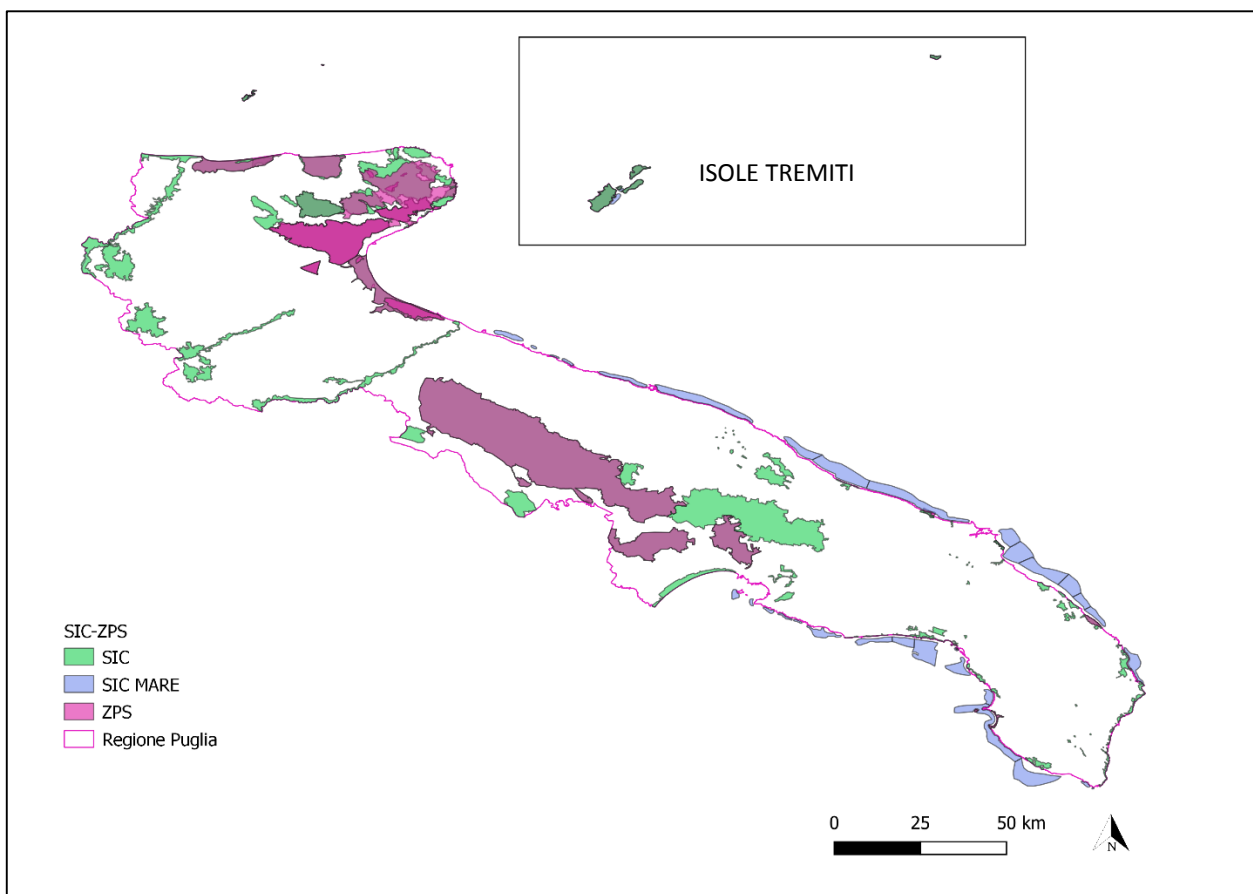 ISOLE TREMITI
SIC-ZPS
SIC
SIC MARE
ZPS
Regione Puglia
0 25 50 km
N